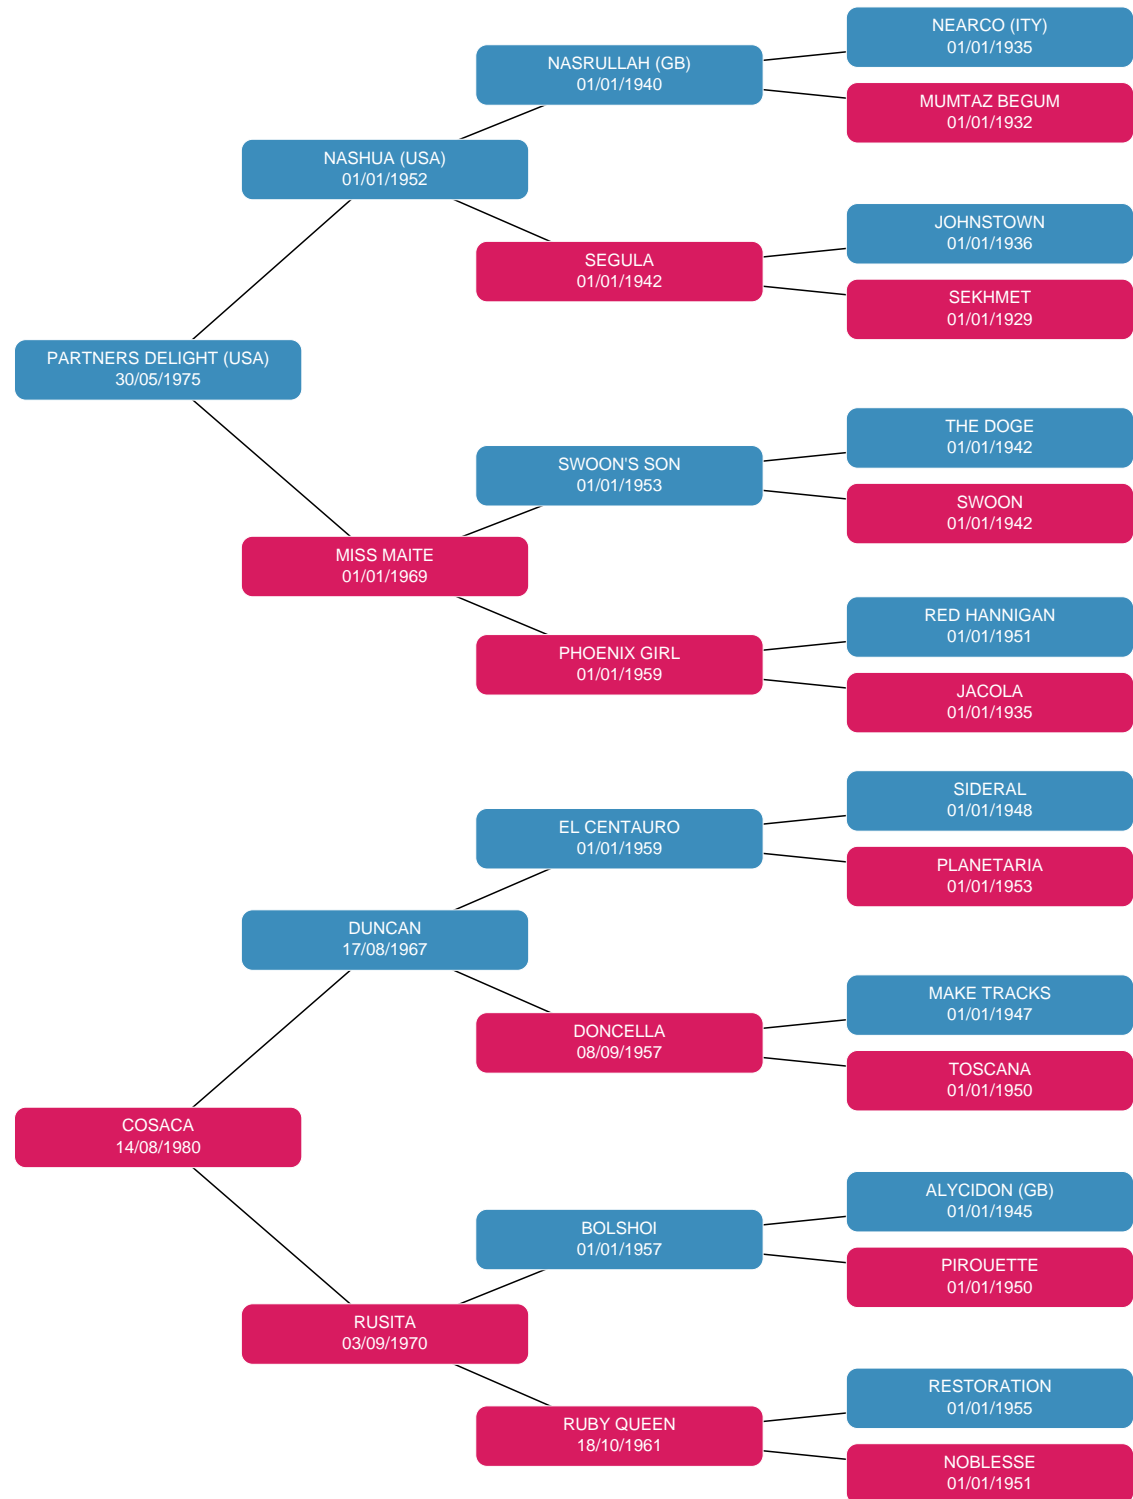 NEARCO (ITY)
01/01/1935
NASRULLAH (GB)
01/01/1940
MUMTAZ BEGUM
01/01/1932
NASHUA (USA)
01/01/1952
JOHNSTOWN
01/01/1936
SEGULA
01/01/1942
SEKHMET
01/01/1929
PARTNERS DELIGHT (USA)
30/05/1975
THE DOGE
01/01/1942
SWOON'S SON
01/01/1953
SWOON
01/01/1942
MISS MAITE
01/01/1969
RED HANNIGAN
01/01/1951
PHOENIX GIRL
01/01/1959
JACOLA
01/01/1935
SIDERAL
01/01/1948
EL CENTAURO
01/01/1959
PLANETARIA
01/01/1953
DUNCAN
17/08/1967
MAKE TRACKS
01/01/1947
DONCELLA
08/09/1957
TOSCANA
01/01/1950
COSACA
14/08/1980
ALYCIDON (GB)
01/01/1945
BOLSHOI
01/01/1957
PIROUETTE
01/01/1950
RUSITA
03/09/1970
RESTORATION
01/01/1955
RUBY QUEEN
18/10/1961
NOBLESSE
01/01/1951